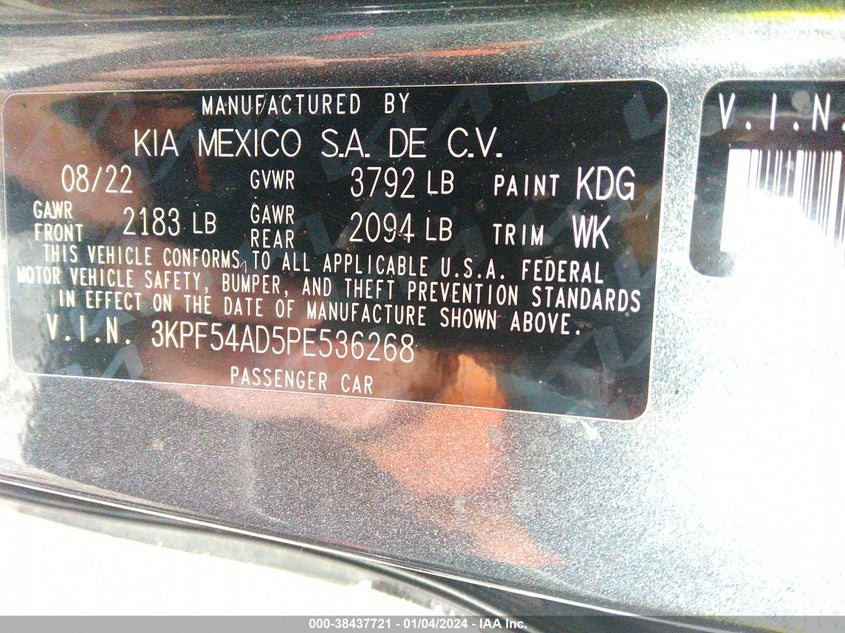 MANUFACTURED BY
KIA MEXICO S.A. DE C.V.
08/22 GVWR 3792 LB PAINT KDG
GAWR FRONT 2183 LB GAWR REAR 2094 LB TRIM WK
THIS VEHICLE CONFORMS TO ALL APPLICABLE U.S.A. FEDERAL
MOTOR VEHICLE SAFETY, BUMPER, AND THEFT PREVENTION STANDARDS
IN EFFECT ON THE DATE OF MANUFACTURE SHOWN ABOVE.
V.I.N. 3KPF54AD5PE536268
PASSENGER CAR
V.I.N.
000-38437721 - 01/04/2024 - IAA Inc.